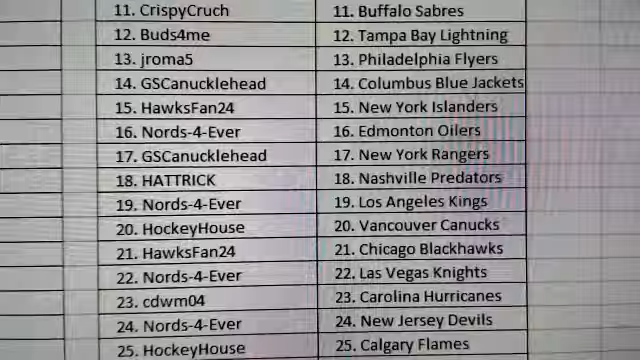 11. CrispyCruch 11. Buffalo Sabres
12. Buds4me 12. Tampa Bay Lightning
13. jroma5 13. Philadelphia Flyers
14. GSCanucklehead 14. Columbus Blue Jackets
15. HawksFan24 15. New York Islanders
16. Nords-4-Ever 16. Edmonton Oilers
17. GSCanucklehead 17. New York Rangers
18. HATTRICK 18. Nashville Predators
19. Nords-4-Ever 19. Los Angeles Kings
20. HockeyHouse 20. Vancouver Canucks
21. HawksFan24 21. Chicago Blackhawks
22. Nords-4-Ever 22. Las Vegas Knights
23. cdwm04 23. Carolina Hurricanes
24. Nords-4-Ever 24. New Jersey Devils
25. HockeyHouse 25. Calgary Flames